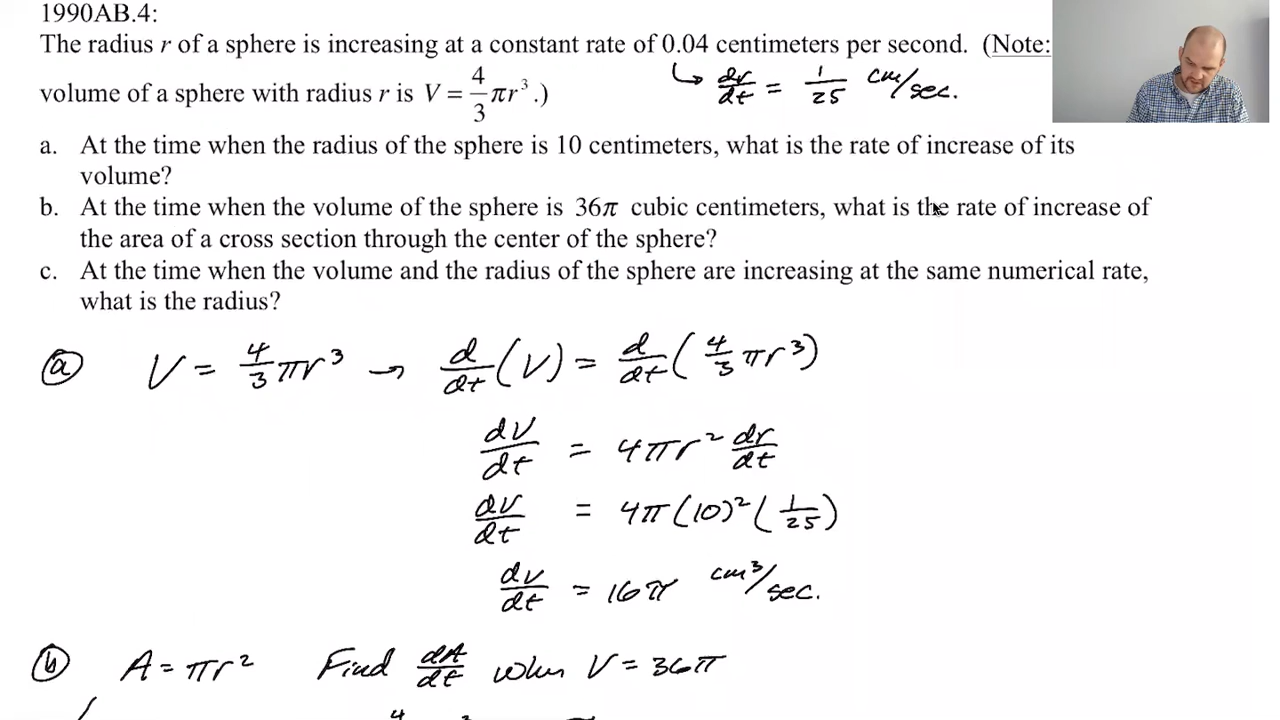 1990AB.4:
The radius r of a sphere is increasing at a constant rate of 0.04 centimeters per second. (Note:
volume of a sphere with radius r is V = 4/3 πr³.)
↳ dr/dt = 1/25 cm/sec.
a. At the time when the radius of the sphere is 10 centimeters, what is the rate of increase of its
volume?
b. At the time when the volume of the sphere is 36π cubic centimeters, what is the rate of increase of
the area of a cross section through the center of the sphere?
c. At the time when the volume and the radius of the sphere are increasing at the same numerical rate,
what is the radius?
ⓐ V = 4/3 πr³ → d/dt (V) = d/dt (4/3 πr³)
dV/dt = 4πr² dr/dt
dV/dt = 4π(10)² (1/25)
dV/dt = 16π cm³/sec.
ⓑ A = πr² Find dA/dt when V = 36π